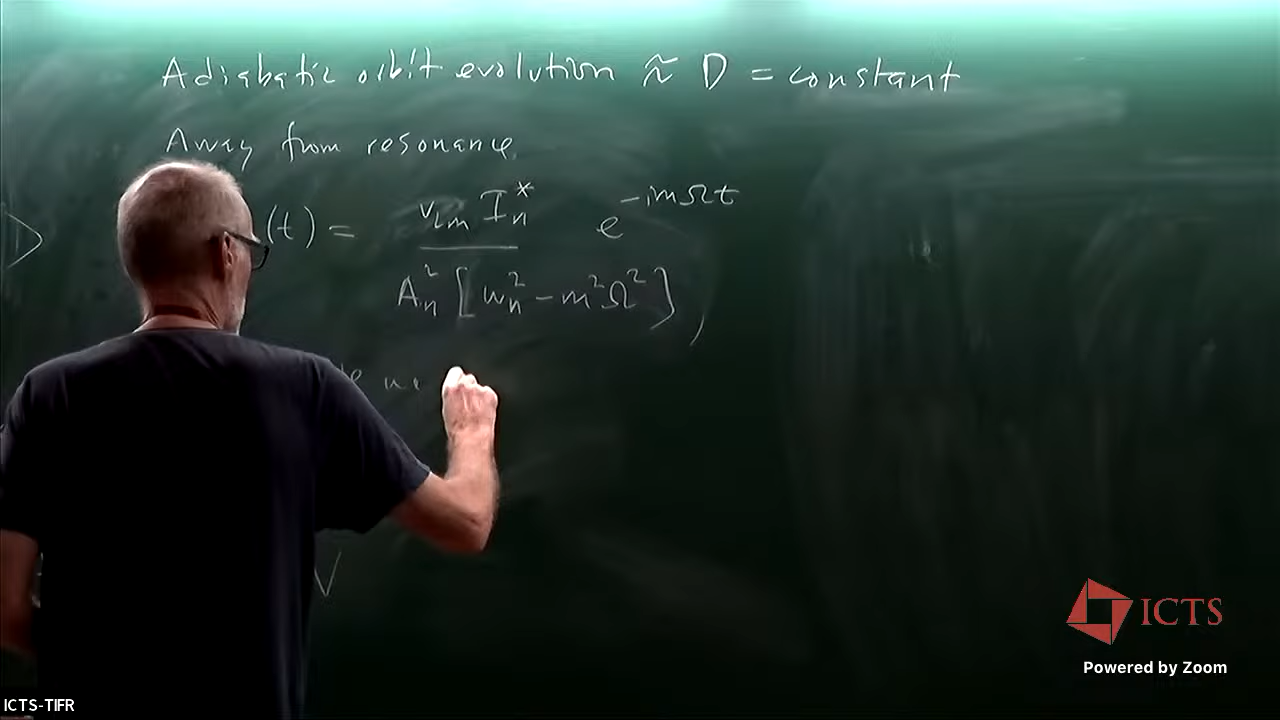 Adiabatic orbit evolution ≈ D = constant
Away from resonance,
(t) = v_{lm} I_n^* / A_n^2 [ω_n^2 - m^2Ω^2] e^{-imΩt},
ICTS
Powered by Zoom
ICTS-TIFR